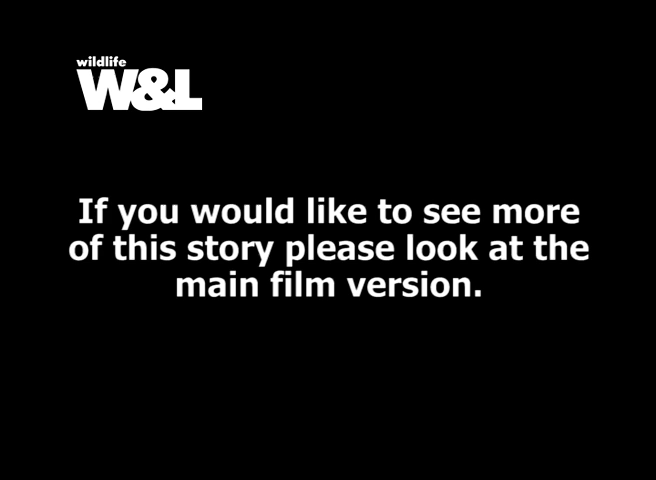 wildlife
W&L
If you would like to see more
of this story please look at the
main film version.